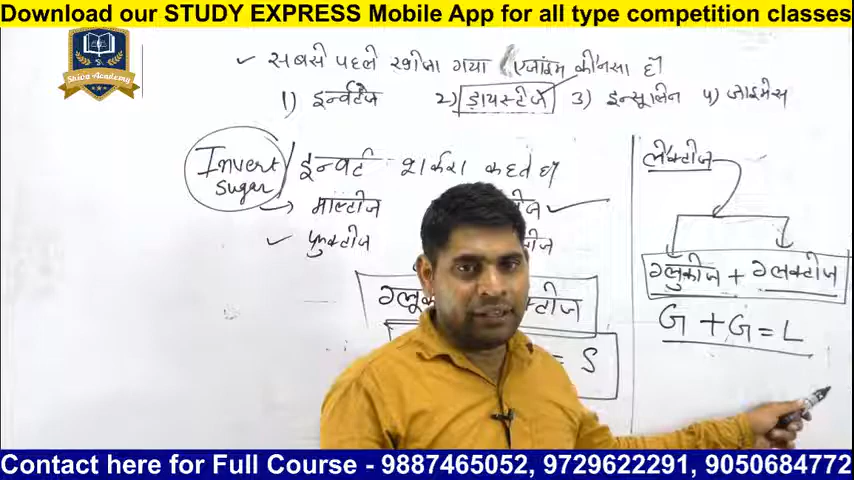 Download our STUDY EXPRESS Mobile App for all type competition classes
Shiva Academy
सबसे पहले खोजा गया एंजाइम कौनसा है
1) इन्वर्टेज 2) डायस्टेज 3) इन्सूलिन 4) जाइमेस
Invert sugar / इन्वर्ट शर्करा कहते है
माल्टोज
फ्रुक्टोज
लेक्टोज
ग्लुकोज + ग्लेक्टोज
G + G = L
= S
Contact here for Full Course - 9887465052, 9729622291, 9050684772